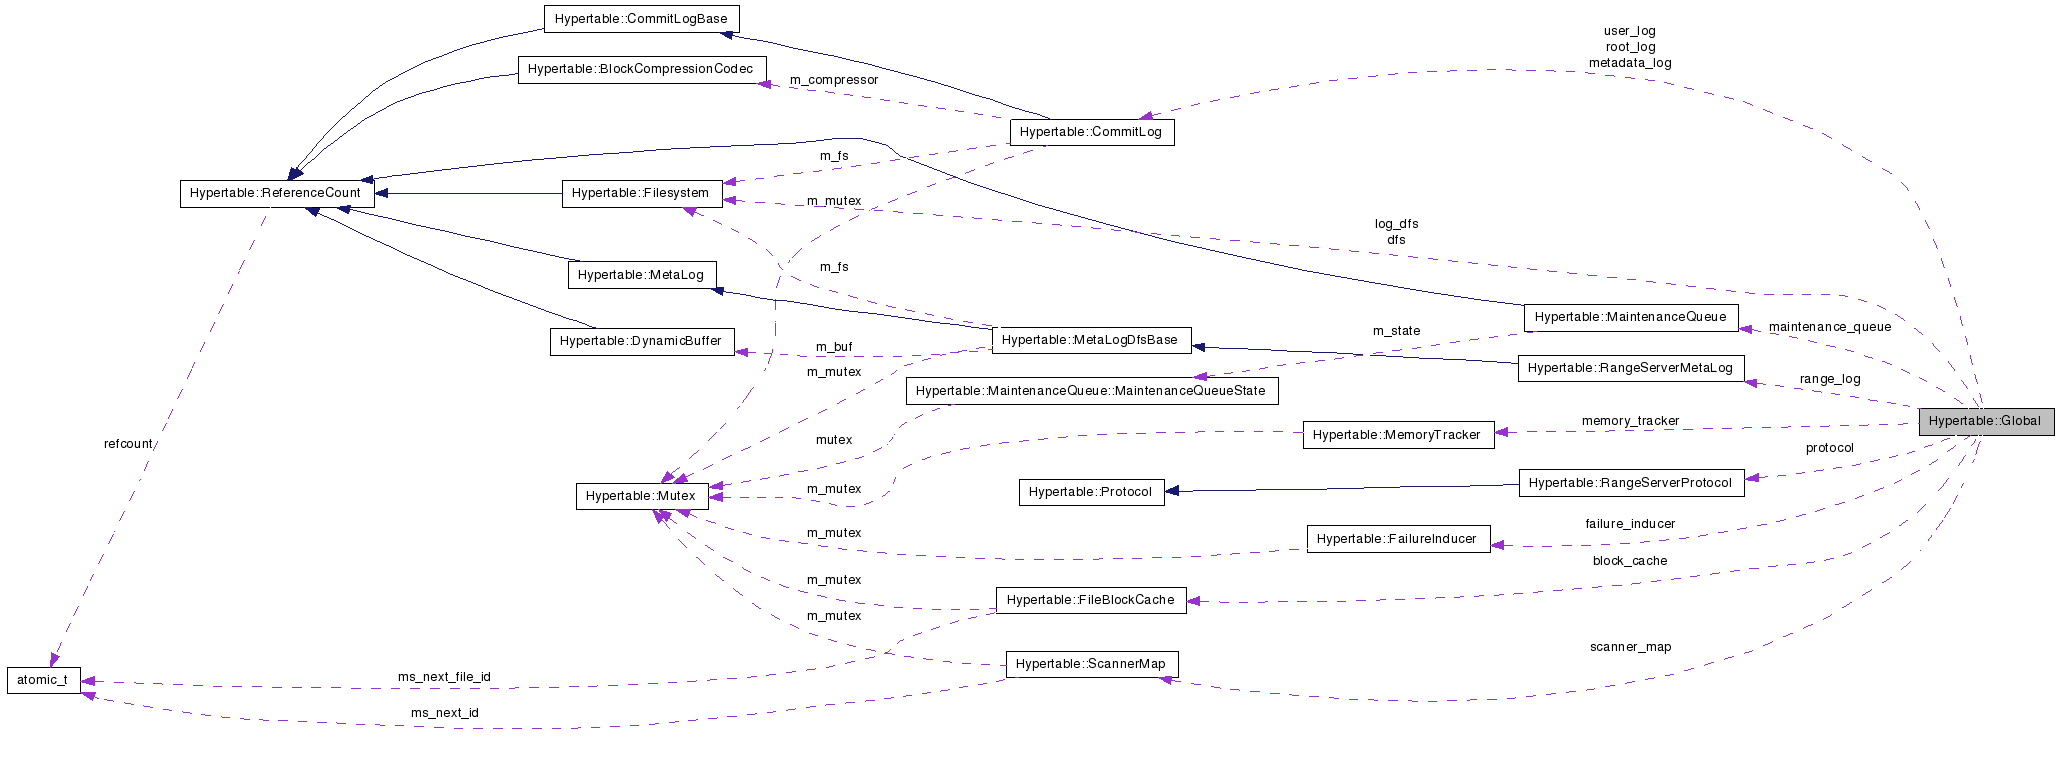 Hypertable::CommitLogBase
user_log
root_log
metadata_log
Hypertable::BlockCompressionCodec
m_compressor
Hypertable::CommitLog
m_fs
Hypertable::ReferenceCount
Hypertable::Filesystem
m_mutex
log_dfs
dfs
m_fs
Hypertable::MetaLog
Hypertable::MaintenanceQueue
maintenance_queue
m_state
Hypertable::DynamicBuffer
m_buf
Hypertable::MetaLogDfsBase
Hypertable::RangeServerMetaLog
m_mutex
range_log
Hypertable::MaintenanceQueue::MaintenanceQueueState
Hypertable::Global
memory_tracker
Hypertable::MemoryTracker
refcount
mutex
protocol
Hypertable::RangeServerProtocol
m_mutex
Hypertable::Protocol
Hypertable::Mutex
failure_inducer
m_mutex
Hypertable::FailureInducer
block_cache
m_mutex
Hypertable::FileBlockCache
m_mutex
scanner_map
Hypertable::ScannerMap
ms_next_file_id
atomic_t
ms_next_id